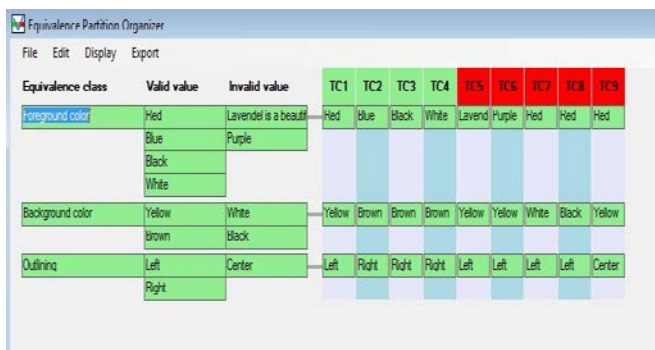 Equivalence Partition Organizer
File Edit Display Export
Equivalence class Valid value Invalid value TC1 TC2 TC3 TC4 TC5 TC6 TC7 TC8 TC9
Foreground color Red Lavendel is a beautif Red Blue Black White Lavend Purple Red Red Red
Blue Purple
Black
White
Background color Yellow White Yellow Brown Brown Brown Yellow Yellow White Black Yellow
Brown Black
Outlining Left Center Left Right Right Right Left Left Left Left Center
Right